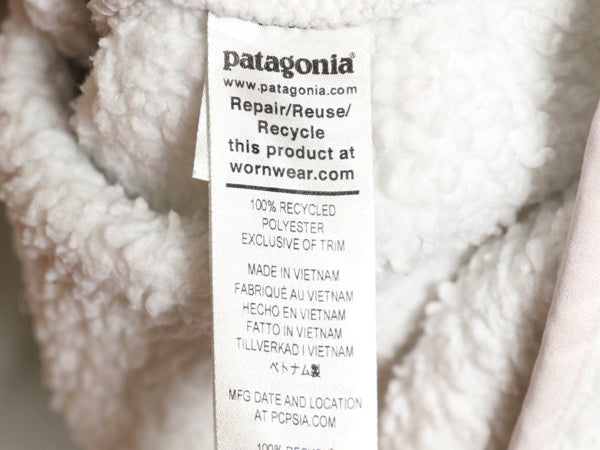 patagonia®
www.patagonia.com
Repair/Reuse/
Recycle
this product at
wornwear.com
100% RECYCLED
POLYESTER
EXCLUSIVE OF TRIM
MADE IN VIETNAM
FABRIQUÉ AU VIETNAM
HECHO EN VIETNAM
FATTO IN VIETNAM
TILLVERKAD I VIETNAM
ベトナム製
MFG DATE AND LOCATION
AT PCPSIA.COM
100% RECYCLED